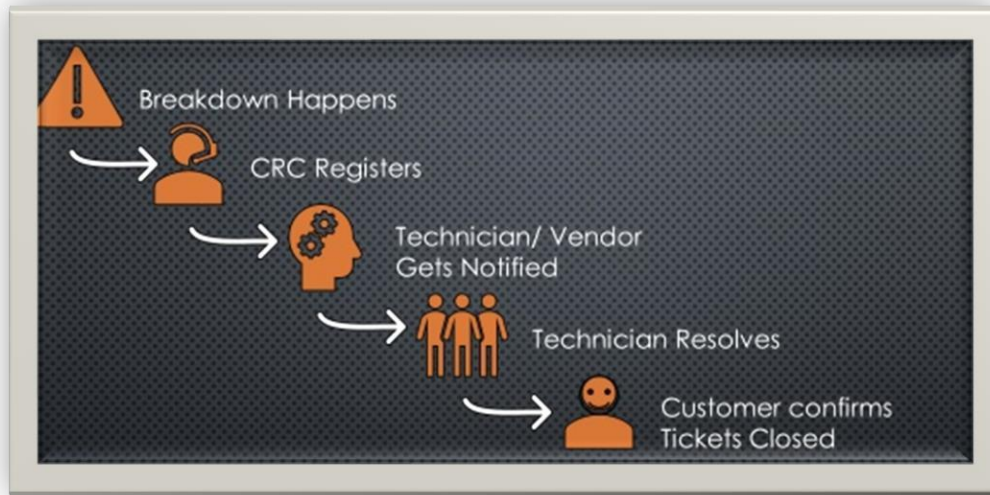 Breakdown Happens
CRC Registers
Technician/ Vendor
Gets Notified
Technician Resolves
Customer confirms
Tickets Closed